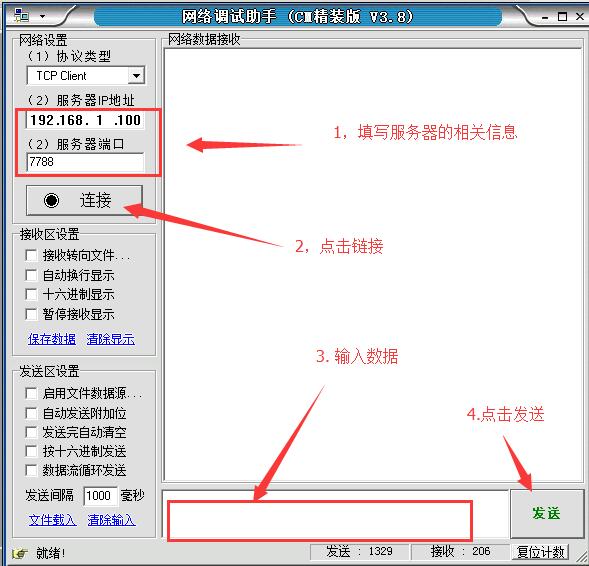 网络调试助手 (CM精装版 V3.8)
网络设置
(1) 协议类型
TCP Client
(2) 服务器IP地址
192.168. 1 .100
(2) 服务器端口
7788
连接
接收区设置
接收转向文件...
自动换行显示
十六进制显示
暂停接收显示
保存数据 清除显示
发送区设置
启用文件数据源...
自动发送附加位
发送完自动清空
按十六进制发送
数据流循环发送
发送间隔 1000 毫秒
文件载入 清除输入
网络数据接收
1，填写服务器的相关信息
2，点击链接
3. 输入数据
4.点击发送
发送
就绪!
发送 : 1329
接收 : 206
复位计数